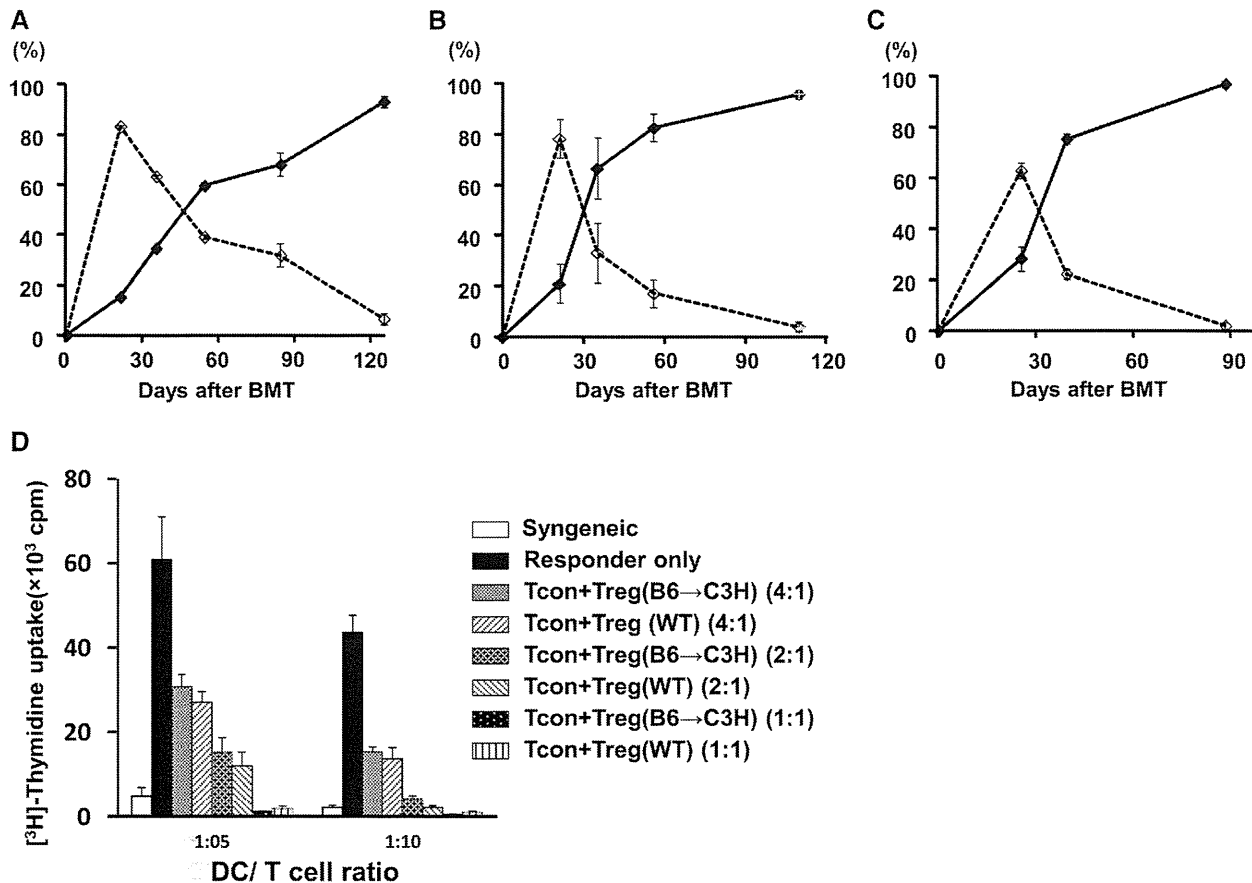 A
(%)
100
80
60
40
20
0
0 30 60 90 120
Days after BMT
B
(%)
100
80
60
40
20
0
0 30 60 90 120
Days after BMT
C
(%)
100
80
60
40
20
0
0 30 60 90
Days after BMT
D
[³H]-Thymidine uptake(×10³ cpm)
80
60
40
20
0
1:05 1:10
DC/ T cell ratio
Syngeneic
Responder only
Tcon+Treg(B6→C3H) (4:1)
Tcon+Treg (WT) (4:1)
Tcon+Treg(B6→C3H) (2:1)
Tcon+Treg(WT) (2:1)
Tcon+Treg(B6→C3H) (1:1)
Tcon+Treg(WT) (1:1)